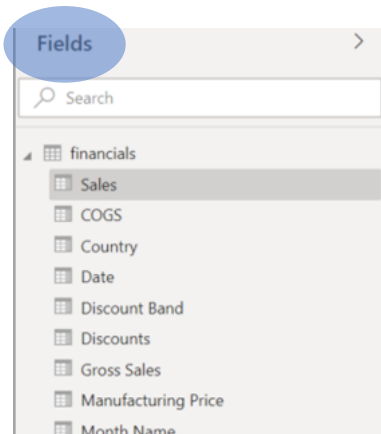 Fields
Search
financials
Sales
COGS
Country
Date
Discount Band
Discounts
Gross Sales
Manufacturing Price
Month Name